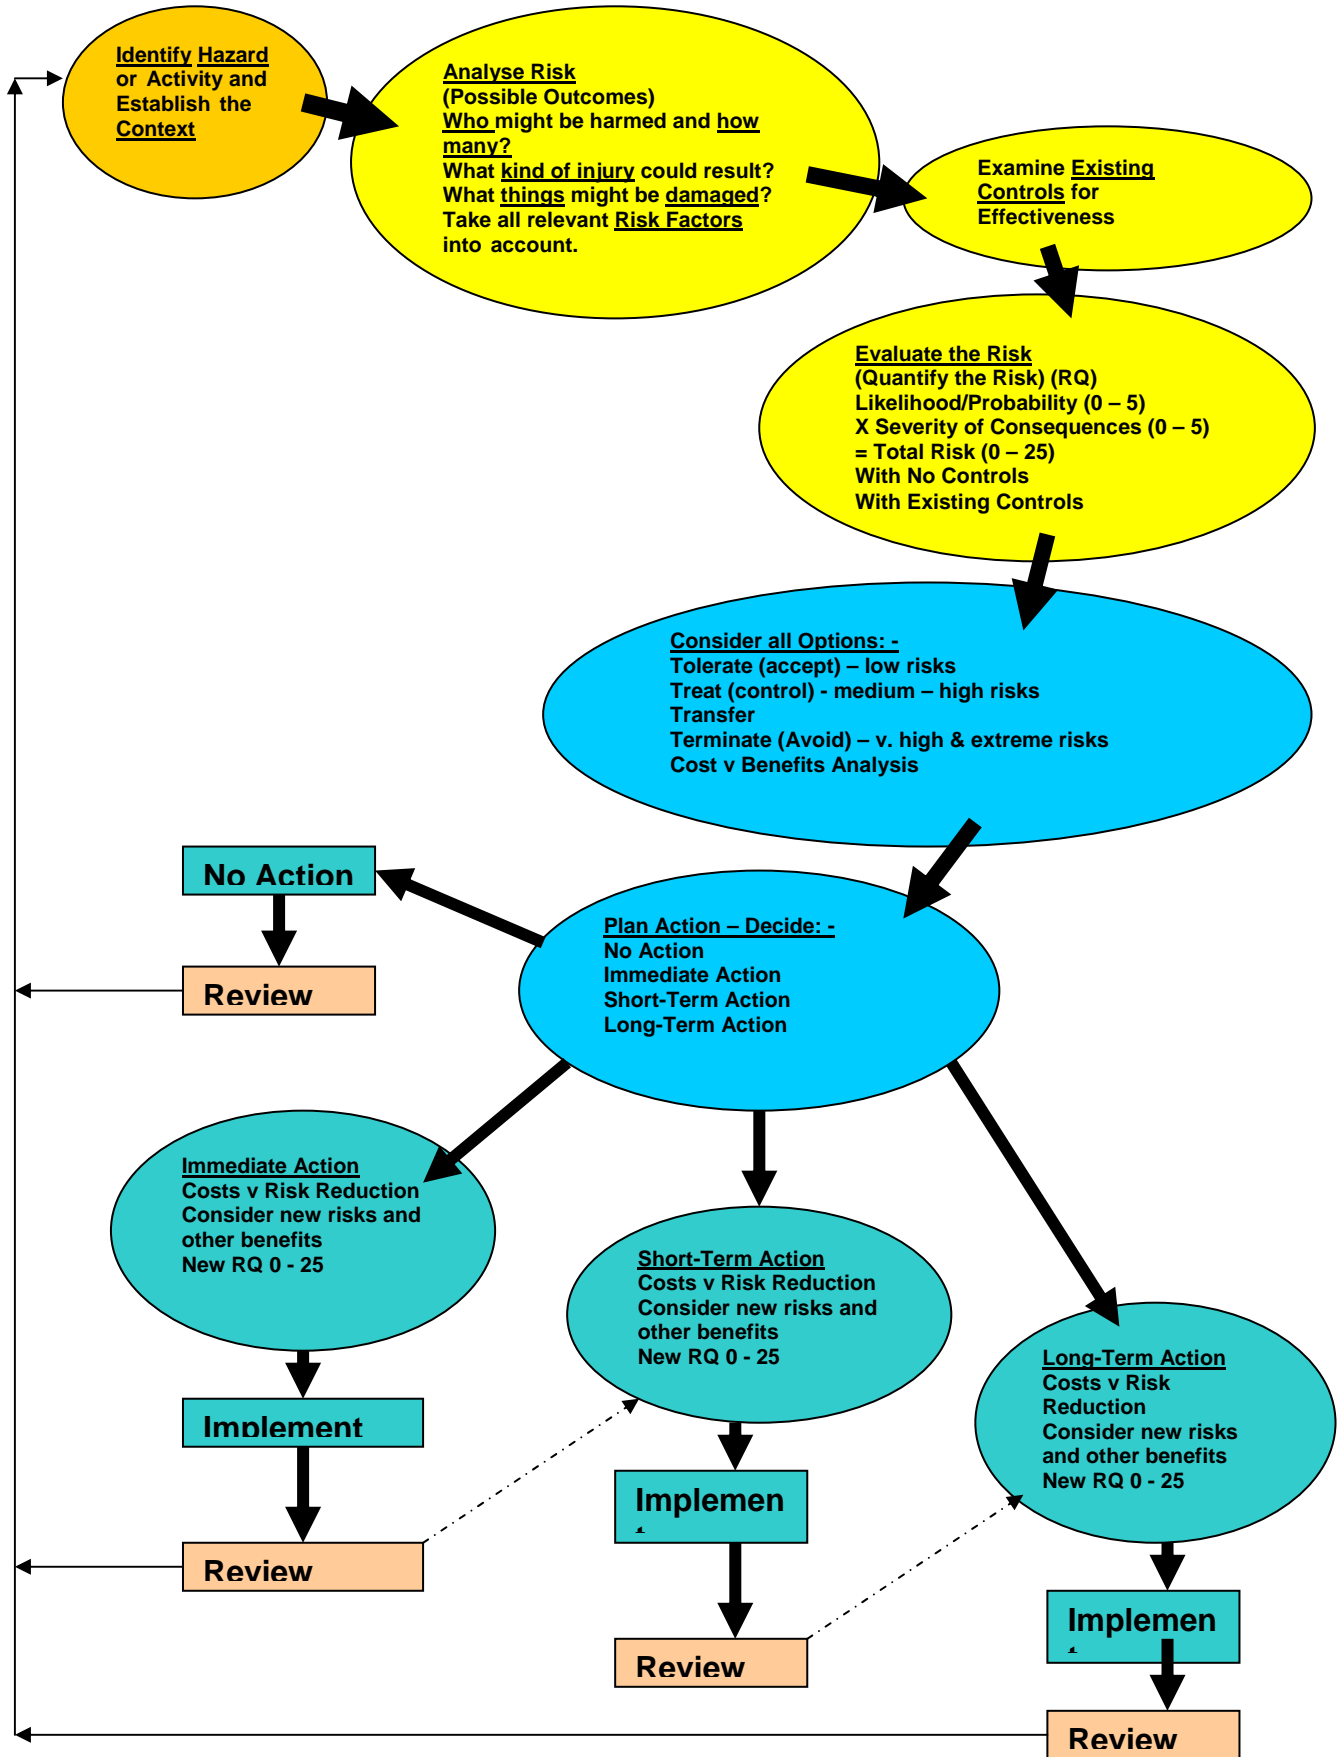 Identify Hazard
or Activity and
Establish the
Context
Analyse Risk
(Possible Outcomes)
Who might be harmed and how
many?
What kind of injury could result?
What things might be damaged?
Take all relevant Risk Factors
into account.
Examine Existing
Controls for
Effectiveness
Evaluate the Risk
(Quantify the Risk) (RQ)
Likelihood/Probability (0 – 5)
X Severity of Consequences (0 – 5)
= Total Risk (0 – 25)
With No Controls
With Existing Controls
Consider all Options: -
Tolerate (accept) – low risks
Treat (control) - medium – high risks
Transfer
Terminate (Avoid) – v. high & extreme risks
Cost v Benefits Analysis
No Action
Review
Plan Action – Decide: -
No Action
Immediate Action
Short-Term Action
Long-Term Action
Immediate Action
Costs v Risk Reduction
Consider new risks and
other benefits
New RQ 0 - 25
Implement
Review
Short-Term Action
Costs v Risk Reduction
Consider new risks and
other benefits
New RQ 0 - 25
Implemen
t
Review
Long-Term Action
Costs v Risk
Reduction
Consider new risks
and other benefits
New RQ 0 - 25
Implemen
t
Review